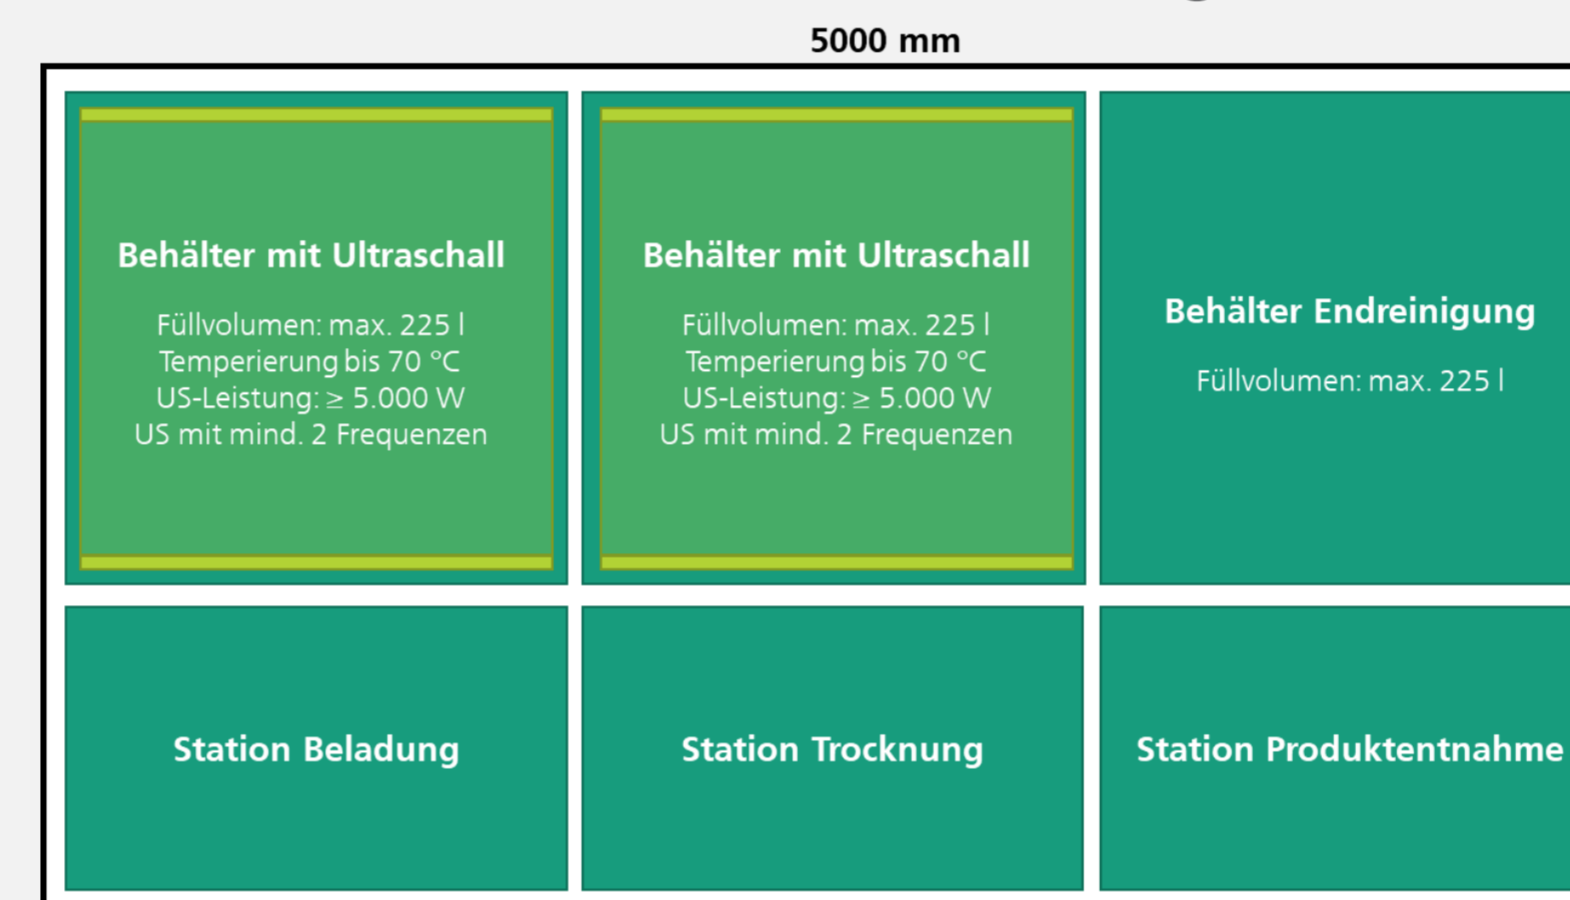 5000 mm
Behälter mit Ultraschall
Füllvolumen: max. 225 l
Temperierung bis 70 °C
US-Leistung: ≥ 5.000 W
US mit mind. 2 Frequenzen
Behälter mit Ultraschall
Füllvolumen: max. 225 l
Temperierung bis 70 °C
US-Leistung: ≥ 5.000 W
US mit mind. 2 Frequenzen
Behälter Endreinigung
Füllvolumen: max. 225 l
Station Beladung
Station Trocknung
Station Produktentnahme